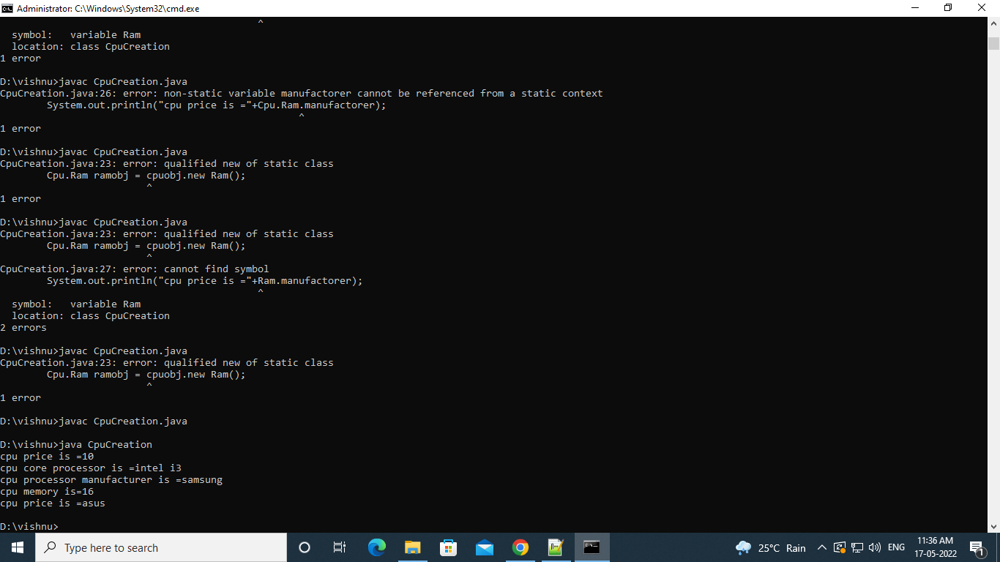 Administrator: C:\Windows\System32\cmd.exe
^
  symbol:   variable Ram
  location: class CpuCreation
1 error

D:\vishnu>javac CpuCreation.java
CpuCreation.java:26: error: non-static variable manufactorer cannot be referenced from a static context
        System.out.println("cpu price is ="+Cpu.Ram.manufactorer);
                                                   ^
1 error

D:\vishnu>javac CpuCreation.java
CpuCreation.java:23: error: qualified new of static class
        Cpu.Ram ramobj = cpuobj.new Ram();
                         ^
1 error

D:\vishnu>javac CpuCreation.java
CpuCreation.java:23: error: qualified new of static class
        Cpu.Ram ramobj = cpuobj.new Ram();
                         ^
CpuCreation.java:27: error: cannot find symbol
        System.out.println("cpu price is ="+Ram.manufactorer);
                                            ^
  symbol:   variable Ram
  location: class CpuCreation
2 errors

D:\vishnu>javac CpuCreation.java
CpuCreation.java:23: error: qualified new of static class
        Cpu.Ram ramobj = cpuobj.new Ram();
                         ^
1 error

D:\vishnu>javac CpuCreation.java

D:\vishnu>java CpuCreation
cpu price is =10
cpu core processor is =intel i3
cpu processor manufacturer is =samsung
cpu memory is=16
cpu price is =asus

D:\vishnu>
Type here to search
25°C Rain
ENG
11:36 AM
17-05-2022
1